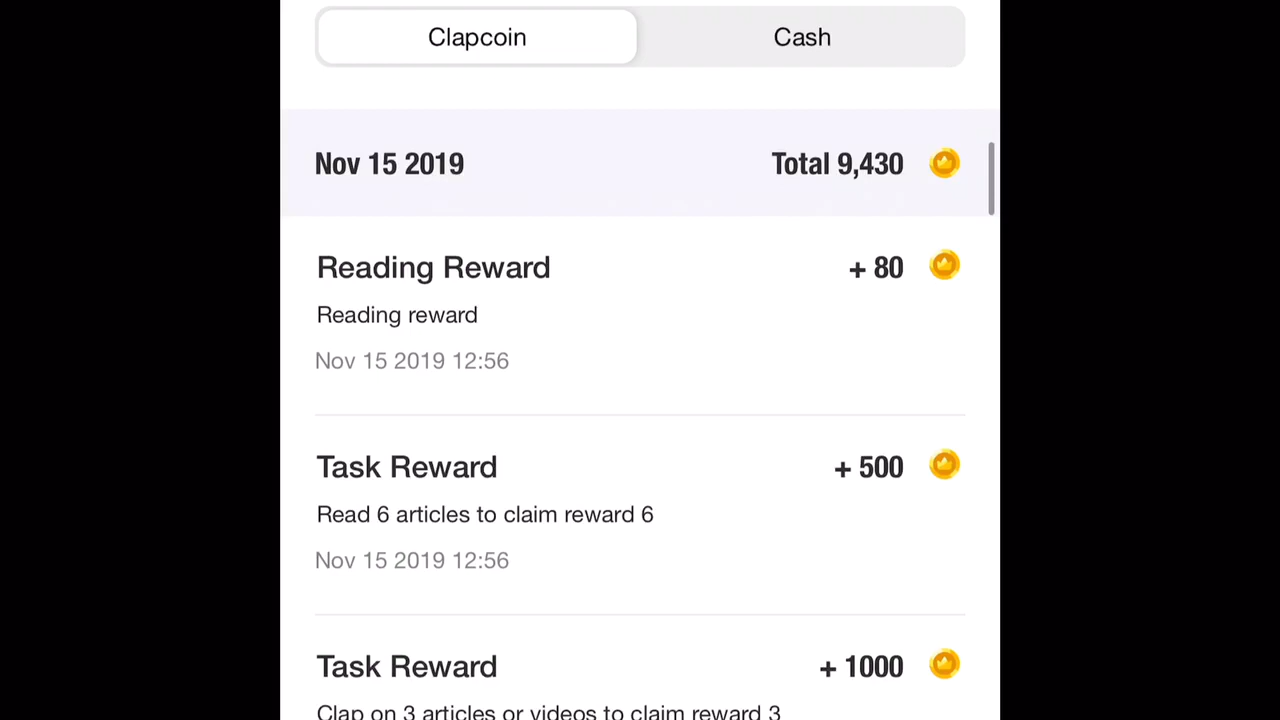 Clapcoin Cash
Nov 15 2019 Total 9,430
Reading Reward + 80
Reading reward
Nov 15 2019 12:56
Task Reward + 500
Read 6 articles to claim reward 6
Nov 15 2019 12:56
Task Reward + 1000
Clap on 3 articles or videos to claim reward 3